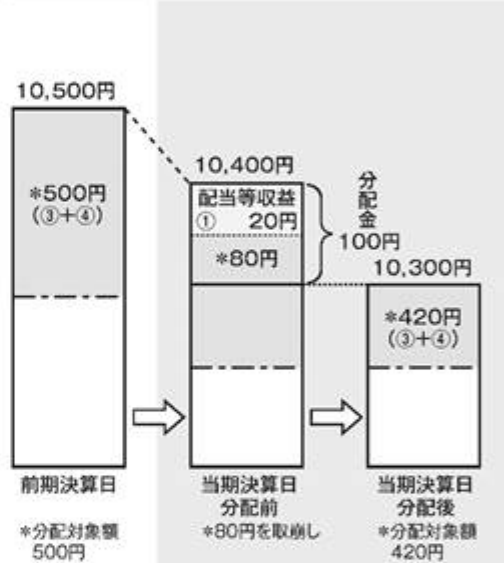 10,500円
*500円
(③+④)
前期決算日
*分配対象額
500円
10,400円
配当等収益
① 20円
*80円
分配金
100円
当期決算日
分配前
*80円を取崩し
10,300円
*420円
(③+④)
当期決算日
分配後
*分配対象額
420円